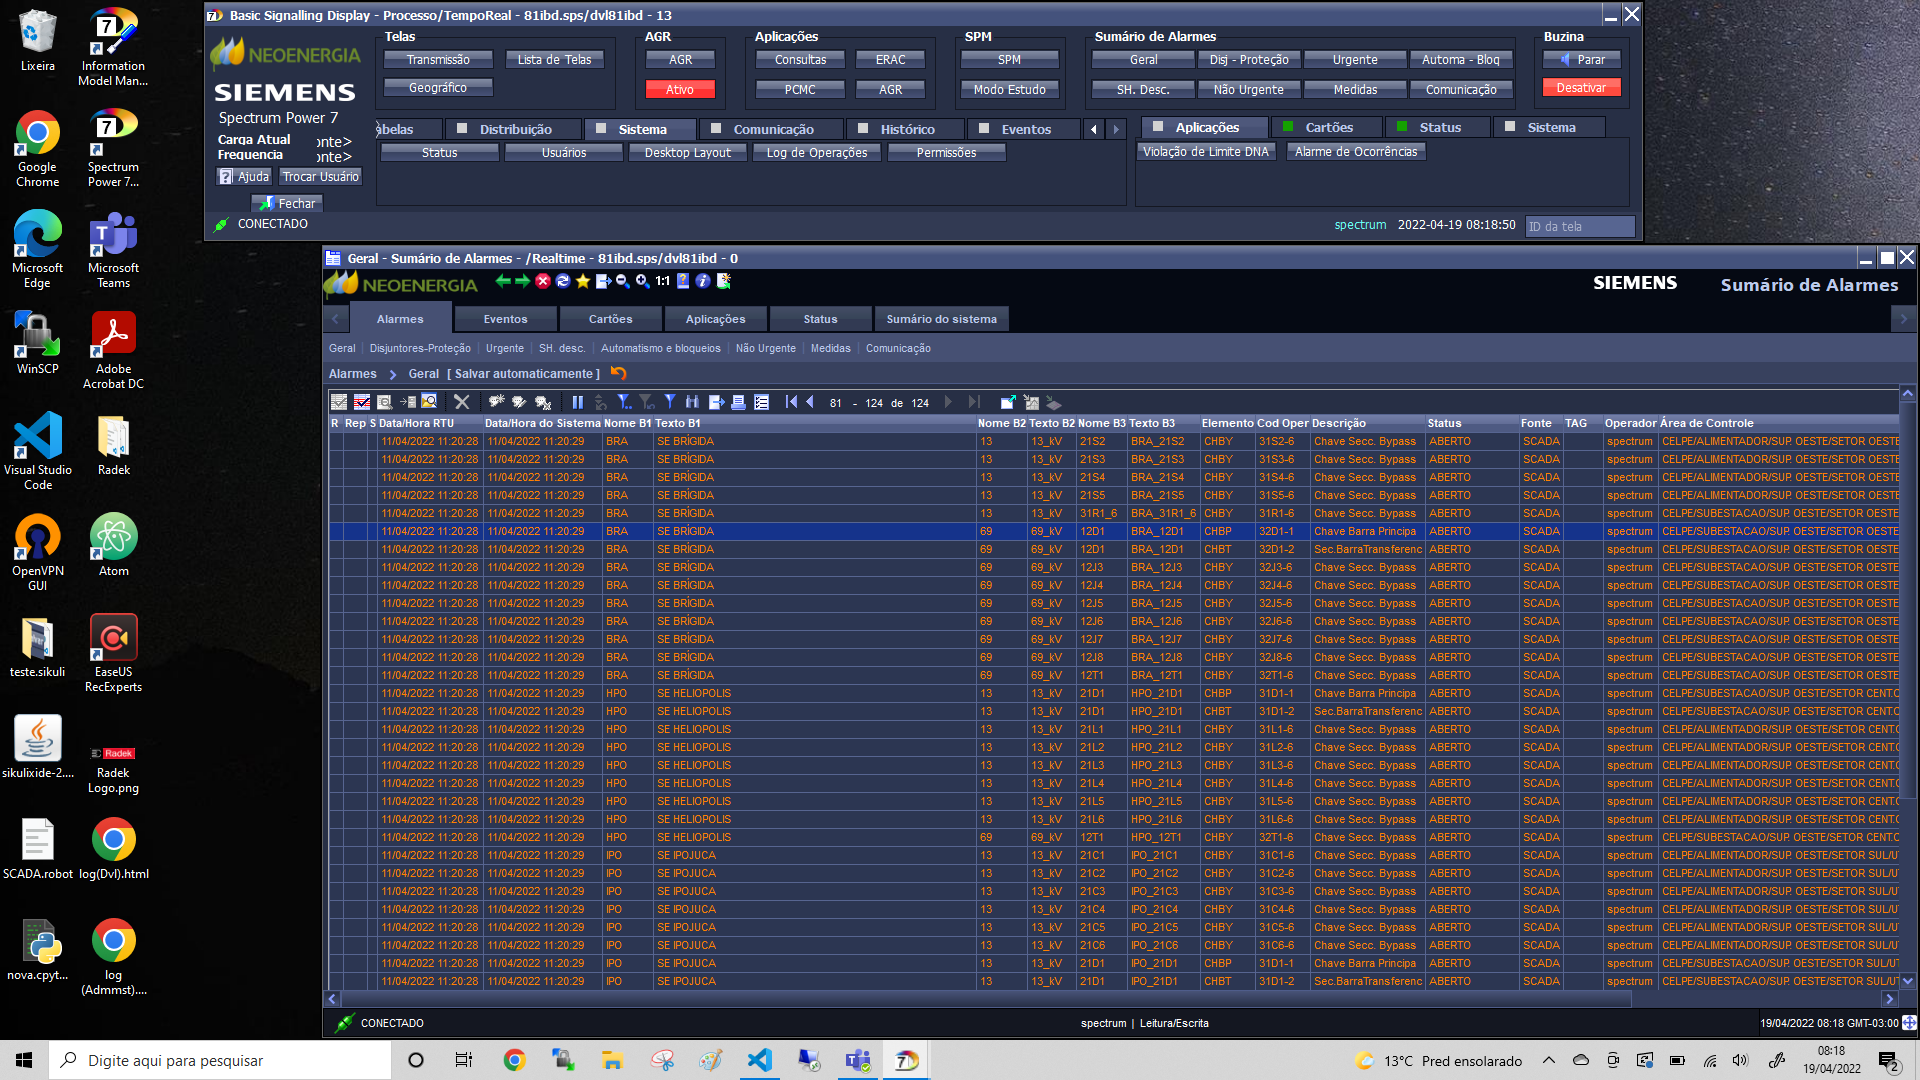 Lixeira
Information
Model Man...
Google
Chrome
Spectrum
Power 7...
Microsoft
Edge
Microsoft
Teams
WinSCP
Adobe
Acrobat DC
Visual Studio
Code
Radek
OpenVPN
GUI
Atom
teste.sikuli
EaseUS
RecExperts
sikulixide-2....
Radek
Logo.png
SCADA.robot
log(Dvl).html
nova.cpyt...
log
(Admmst)....
Basic Signalling Display - Processo/TempoReal - 81ibd.sps/dvl81ibd - 13
NEOENERGIA
SIEMENS
Spectrum Power 7
Carga Atual onte>
Frequencia onte>
Ajuda Trocar Usuário
Fechar
CONECTADO
Telas
Transmissão Lista de Telas
Geográfico
AGR
AGR
Ativo
Aplicações
Consultas ERAC
PCMC AGR
SPM
SPM
Modo Estudo
Sumário de Alarmes
Geral Disj - Proteção Urgente Automa - Bloq
SH. Desc. Não Urgente Medidas Comunicação
Buzina
Parar
Desativar
abelas Distribuição Sistema Comunicação Histórico Eventos
Status Usuários Desktop Layout Log de Operações Permissões
Aplicações Cartões Status Sistema
Violação de Limite DNA Alarme de Ocorrências
spectrum 2022-04-19 08:18:50 ID da tela
Geral - Sumário de Alarmes - /Realtime - 81ibd.sps/dvl81ibd - 0
NEOENERGIA 1:1 SIEMENS Sumário de Alarmes
Alarmes Eventos Cartões Aplicações Status Sumário do sistema
Geral Disjuntores-Proteção Urgente SH. desc. Automatismo e bloqueios Não Urgente Medidas Comunicação
Alarmes > Geral [ Salvar automaticamente ]
81 - 124 de 124
R Rep S Data/Hora RTU Data/Hora do Sistema Nome B1 Texto B1 Nome B2 Texto B2 Nome B3 Texto B3 Elemento Cod Oper Descrição Status Fonte TAG Operador Área de Controle
11/04/2022 11:20:28 11/04/2022 11:20:29 BRA SE BRÍGIDA 13 13_kV 21S2 BRA_21S2 CHBY 31S2-6 Chave Secc. Bypass ABERTO SCADA spectrum CELPE/ALIMENTADOR/SUP. OESTE/SETOR OESTE
11/04/2022 11:20:28 11/04/2022 11:20:29 BRA SE BRÍGIDA 13 13_kV 21S3 BRA_21S3 CHBY 31S3-6 Chave Secc. Bypass ABERTO SCADA spectrum CELPE/ALIMENTADOR/SUP. OESTE/SETOR OESTE
11/04/2022 11:20:28 11/04/2022 11:20:29 BRA SE BRÍGIDA 13 13_kV 21S4 BRA_21S4 CHBY 31S4-6 Chave Secc. Bypass ABERTO SCADA spectrum CELPE/ALIMENTADOR/SUP. OESTE/SETOR OESTE
11/04/2022 11:20:28 11/04/2022 11:20:29 BRA SE BRÍGIDA 13 13_kV 21S5 BRA_21S5 CHBY 31S5-6 Chave Secc. Bypass ABERTO SCADA spectrum CELPE/ALIMENTADOR/SUP. OESTE/SETOR OESTE
11/04/2022 11:20:28 11/04/2022 11:20:29 BRA SE BRÍGIDA 13 13_kV 31R1_6 BRA_31R1_6 CHBY 31R1-6 Chave Secc. Bypass ABERTO SCADA spectrum CELPE/SUBESTACAO/SUP. OESTE/SETOR OESTE
11/04/2022 11:20:28 11/04/2022 11:20:29 BRA SE BRÍGIDA 69 69_kV 12D1 BRA_12D1 CHBP 32D1-1 Chave Barra Principa ABERTO SCADA spectrum CELPE/SUBESTACAO/SUP. OESTE/SETOR OESTE
11/04/2022 11:20:28 11/04/2022 11:20:29 BRA SE BRÍGIDA 69 69_kV 12D1 BRA_12D1 CHBT 32D1-2 Sec.BarraTransferenc ABERTO SCADA spectrum CELPE/SUBESTACAO/SUP. OESTE/SETOR OESTE
11/04/2022 11:20:28 11/04/2022 11:20:29 BRA SE BRÍGIDA 69 69_kV 12J3 BRA_12J3 CHBY 32J3-6 Chave Secc. Bypass ABERTO SCADA spectrum CELPE/SUBESTACAO/SUP. OESTE/SETOR OESTE
11/04/2022 11:20:28 11/04/2022 11:20:29 BRA SE BRÍGIDA 69 69_kV 12J4 BRA_12J4 CHBY 32J4-6 Chave Secc. Bypass ABERTO SCADA spectrum CELPE/SUBESTACAO/SUP. OESTE/SETOR OESTE
11/04/2022 11:20:28 11/04/2022 11:20:29 BRA SE BRÍGIDA 69 69_kV 12J5 BRA_12J5 CHBY 32J5-6 Chave Secc. Bypass ABERTO SCADA spectrum CELPE/SUBESTACAO/SUP. OESTE/SETOR OESTE
11/04/2022 11:20:28 11/04/2022 11:20:29 BRA SE BRÍGIDA 69 69_kV 12J6 BRA_12J6 CHBY 32J6-6 Chave Secc. Bypass ABERTO SCADA spectrum CELPE/SUBESTACAO/SUP. OESTE/SETOR OESTE
11/04/2022 11:20:28 11/04/2022 11:20:29 BRA SE BRÍGIDA 69 69_kV 12J7 BRA_12J7 CHBY 32J7-6 Chave Secc. Bypass ABERTO SCADA spectrum CELPE/SUBESTACAO/SUP. OESTE/SETOR OESTE
11/04/2022 11:20:28 11/04/2022 11:20:29 BRA SE BRÍGIDA 69 69_kV 12J8 BRA_12J8 CHBY 32J8-6 Chave Secc. Bypass ABERTO SCADA spectrum CELPE/SUBESTACAO/SUP. OESTE/SETOR OESTE
11/04/2022 11:20:28 11/04/2022 11:20:29 BRA SE BRÍGIDA 69 69_kV 12T1 BRA_12T1 CHBY 32T1-6 Chave Secc. Bypass ABERTO SCADA spectrum CELPE/SUBESTACAO/SUP. OESTE/SETOR OESTE
11/04/2022 11:20:28 11/04/2022 11:20:29 HPO SE HELIOPOLIS 13 13_kV 21D1 HPO_21D1 CHBP 31D1-1 Chave Barra Principa ABERTO SCADA spectrum CELPE/SUBESTACAO/SUP. OESTE/SETOR CENT.O
11/04/2022 11:20:28 11/04/2022 11:20:29 HPO SE HELIOPOLIS 13 13_kV 21D1 HPO_21D1 CHBT 31D1-2 Sec.BarraTransferenc ABERTO SCADA spectrum CELPE/SUBESTACAO/SUP. OESTE/SETOR CENT.O
11/04/2022 11:20:28 11/04/2022 11:20:29 HPO SE HELIOPOLIS 13 13_kV 21L1 HPO_21L1 CHBY 31L1-6 Chave Secc. Bypass ABERTO SCADA spectrum CELPE/ALIMENTADOR/SUP. OESTE/SETOR CENT.O
11/04/2022 11:20:28 11/04/2022 11:20:29 HPO SE HELIOPOLIS 13 13_kV 21L2 HPO_21L2 CHBY 31L2-6 Chave Secc. Bypass ABERTO SCADA spectrum CELPE/ALIMENTADOR/SUP. OESTE/SETOR CENT.O
11/04/2022 11:20:28 11/04/2022 11:20:29 HPO SE HELIOPOLIS 13 13_kV 21L3 HPO_21L3 CHBY 31L3-6 Chave Secc. Bypass ABERTO SCADA spectrum CELPE/ALIMENTADOR/SUP. OESTE/SETOR CENT.O
11/04/2022 11:20:28 11/04/2022 11:20:29 HPO SE HELIOPOLIS 13 13_kV 21L4 HPO_21L4 CHBY 31L4-6 Chave Secc. Bypass ABERTO SCADA spectrum CELPE/ALIMENTADOR/SUP. OESTE/SETOR CENT.O
11/04/2022 11:20:28 11/04/2022 11:20:29 HPO SE HELIOPOLIS 13 13_kV 21L5 HPO_21L5 CHBY 31L5-6 Chave Secc. Bypass ABERTO SCADA spectrum CELPE/ALIMENTADOR/SUP. OESTE/SETOR CENT.O
11/04/2022 11:20:28 11/04/2022 11:20:29 HPO SE HELIOPOLIS 13 13_kV 21L6 HPO_21L6 CHBY 31L6-6 Chave Secc. Bypass ABERTO SCADA spectrum CELPE/ALIMENTADOR/SUP. OESTE/SETOR CENT.O
11/04/2022 11:20:28 11/04/2022 11:20:29 HPO SE HELIOPOLIS 69 69_kV 12T1 HPO_12T1 CHBY 32T1-6 Chave Secc. Bypass ABERTO SCADA spectrum CELPE/SUBESTACAO/SUP. OESTE/SETOR CENT.O
11/04/2022 11:20:28 11/04/2022 11:20:29 IPO SE IPOJUCA 13 13_kV 21C1 IPO_21C1 CHBY 31C1-6 Chave Secc. Bypass ABERTO SCADA spectrum CELPE/ALIMENTADOR/SUP. OESTE/SETOR SUL/U
11/04/2022 11:20:28 11/04/2022 11:20:29 IPO SE IPOJUCA 13 13_kV 21C2 IPO_21C2 CHBY 31C2-6 Chave Secc. Bypass ABERTO SCADA spectrum CELPE/ALIMENTADOR/SUP. OESTE/SETOR SUL/U
11/04/2022 11:20:28 11/04/2022 11:20:29 IPO SE IPOJUCA 13 13_kV 21C3 IPO_21C3 CHBY 31C3-6 Chave Secc. Bypass ABERTO SCADA spectrum CELPE/ALIMENTADOR/SUP. OESTE/SETOR SUL/U
11/04/2022 11:20:28 11/04/2022 11:20:29 IPO SE IPOJUCA 13 13_kV 21C4 IPO_21C4 CHBY 31C4-6 Chave Secc. Bypass ABERTO SCADA spectrum CELPE/ALIMENTADOR/SUP. OESTE/SETOR SUL/U
11/04/2022 11:20:28 11/04/2022 11:20:29 IPO SE IPOJUCA 13 13_kV 21C5 IPO_21C5 CHBY 31C5-6 Chave Secc. Bypass ABERTO SCADA spectrum CELPE/ALIMENTADOR/SUP. OESTE/SETOR SUL/U
11/04/2022 11:20:28 11/04/2022 11:20:29 IPO SE IPOJUCA 13 13_kV 21C6 IPO_21C6 CHBY 31C6-6 Chave Secc. Bypass ABERTO SCADA spectrum CELPE/ALIMENTADOR/SUP. OESTE/SETOR SUL/U
11/04/2022 11:20:28 11/04/2022 11:20:29 IPO SE IPOJUCA 13 13_kV 21D1 IPO_21D1 CHBP 31D1-1 Chave Barra Principa ABERTO SCADA spectrum CELPE/SUBESTACAO/SUP. OESTE/SETOR SUL/U
11/04/2022 11:20:28 11/04/2022 11:20:29 IPO SE IPOJUCA 13 13_kV 21D1 IPO_21D1 CHBT 31D1-2 Sec.BarraTransferenc ABERTO SCADA spectrum CELPE/SUBESTACAO/SUP. OESTE/SETOR SUL/U
CONECTADO spectrum | Leitura/Escrita 19/04/2022 08:18 GMT-03:00
Digite aqui para pesquisar 13°C Pred ensolarado 08:18
19/04/2022 2